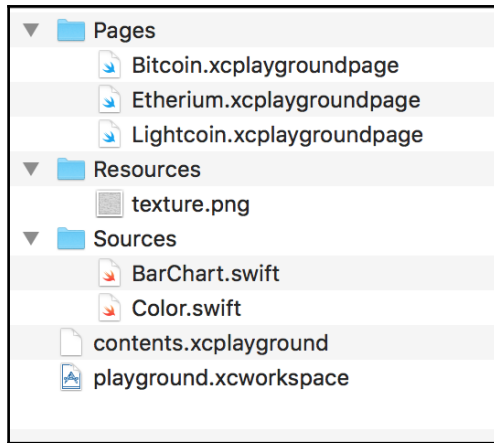 Pages
Bitcoin.xcplaygroundpage
Etherium.xcplaygroundpage
Lightcoin.xcplaygroundpage
Resources
texture.png
Sources
BarChart.swift
Color.swift
contents.xcplayground
playground.xcworkspace